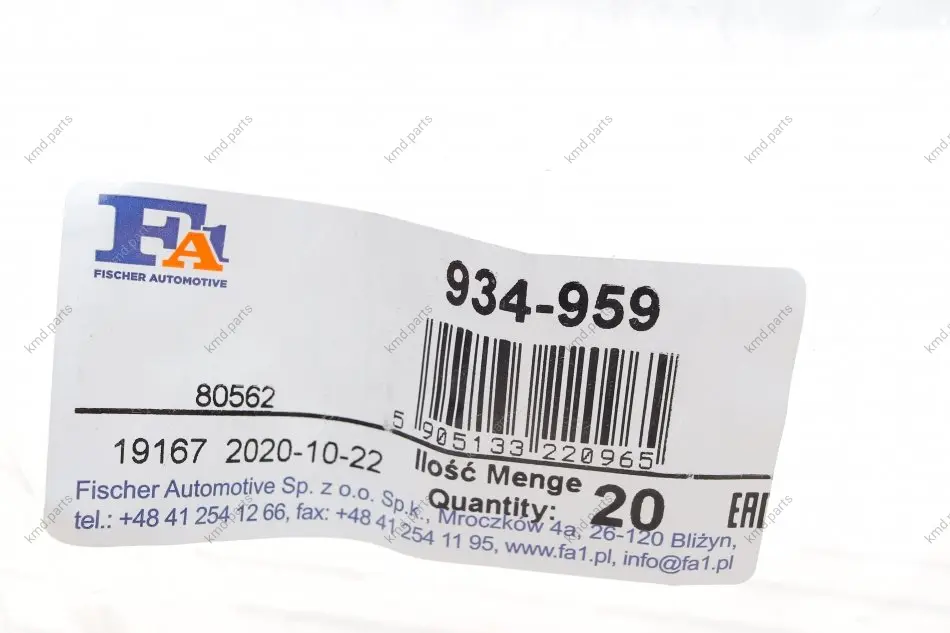 FA1
FISCHER AUTOMOTIVE
934-959
80562
5 905133 220965
19167 2020-10-22
Ilość Menge
Quantity: 20
EAC
Fischer Automotive Sp. z o.o. Sp.k., Mroczków 4a, 26-120 Bliżyn,
tel.: +48 41 254 12 66, fax: +48 41 254 11 95, www.fa1.pl, info@fa1.pl
kmd.parts